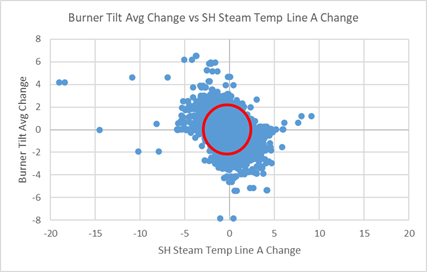 Burner Tilt Avg Change vs SH Steam Temp Line A Change
8
6
4
2
0
-2
-4
-6
-8
-20 -15 -10 -5 0 5 10 15 20
Burner Tilt Avg Change
SH Steam Temp Line A Change